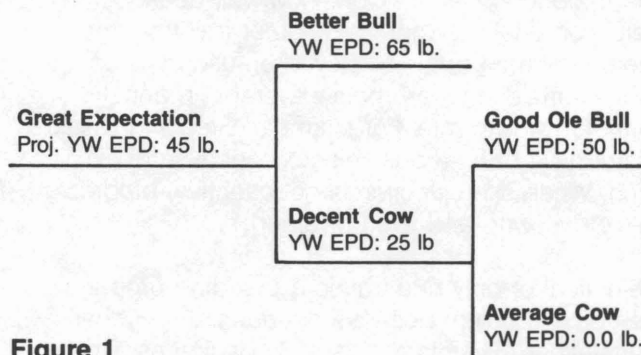 Better Bull
YW EPD: 65 lb.
Great Expectation
Proj. YW EPD: 45 lb.
Good Ole Bull
YW EPD: 50 lb.
Decent Cow
YW EPD: 25 lb
Average Cow
YW EPD: 0.0 lb.
Figure 1